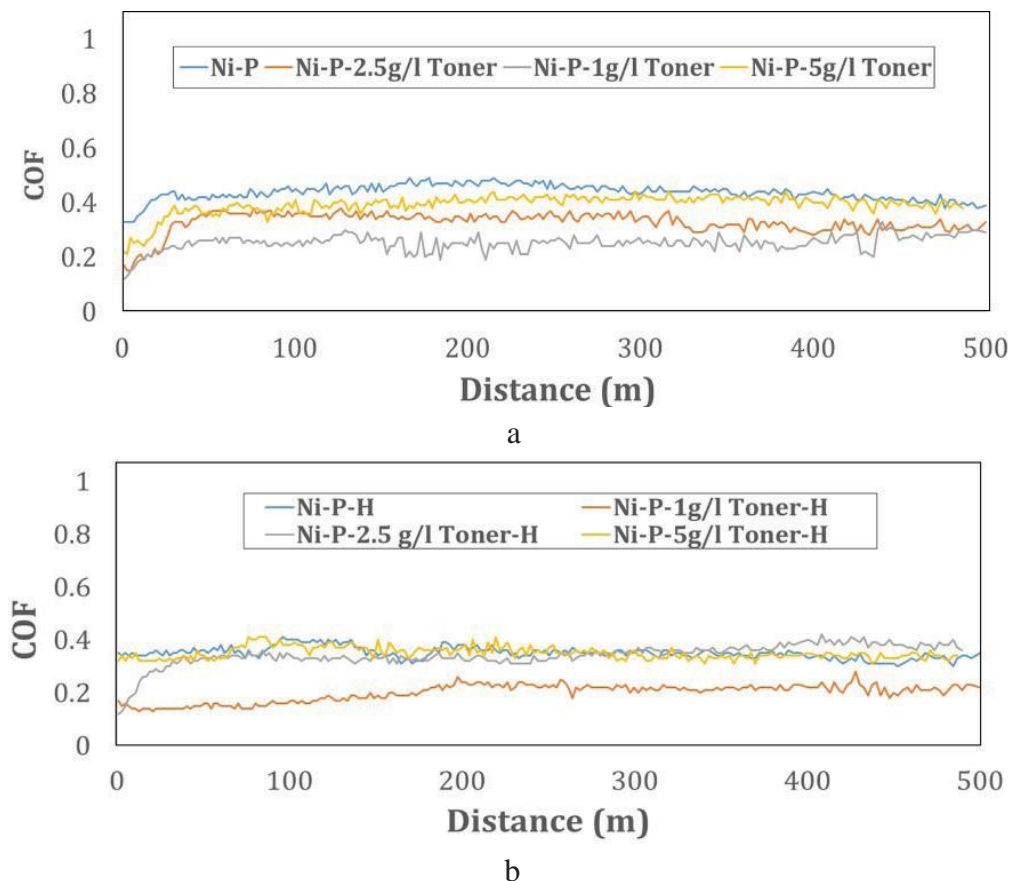 1
Ni-P Ni-P-2.5g/l Toner Ni-P-1g/l Toner Ni-P-5g/l Toner
0.8
0.6
COF
0.4
0.2
0
0 100 200 300 400 500
Distance (m)
a
1
Ni-P-H Ni-P-1g/l Toner-H
Ni-P-2.5 g/l Toner-H Ni-P-5g/l Toner-H
0.8
0.6
COF
0.4
0.2
0
0 100 200 300 400 500
Distance (m)
b